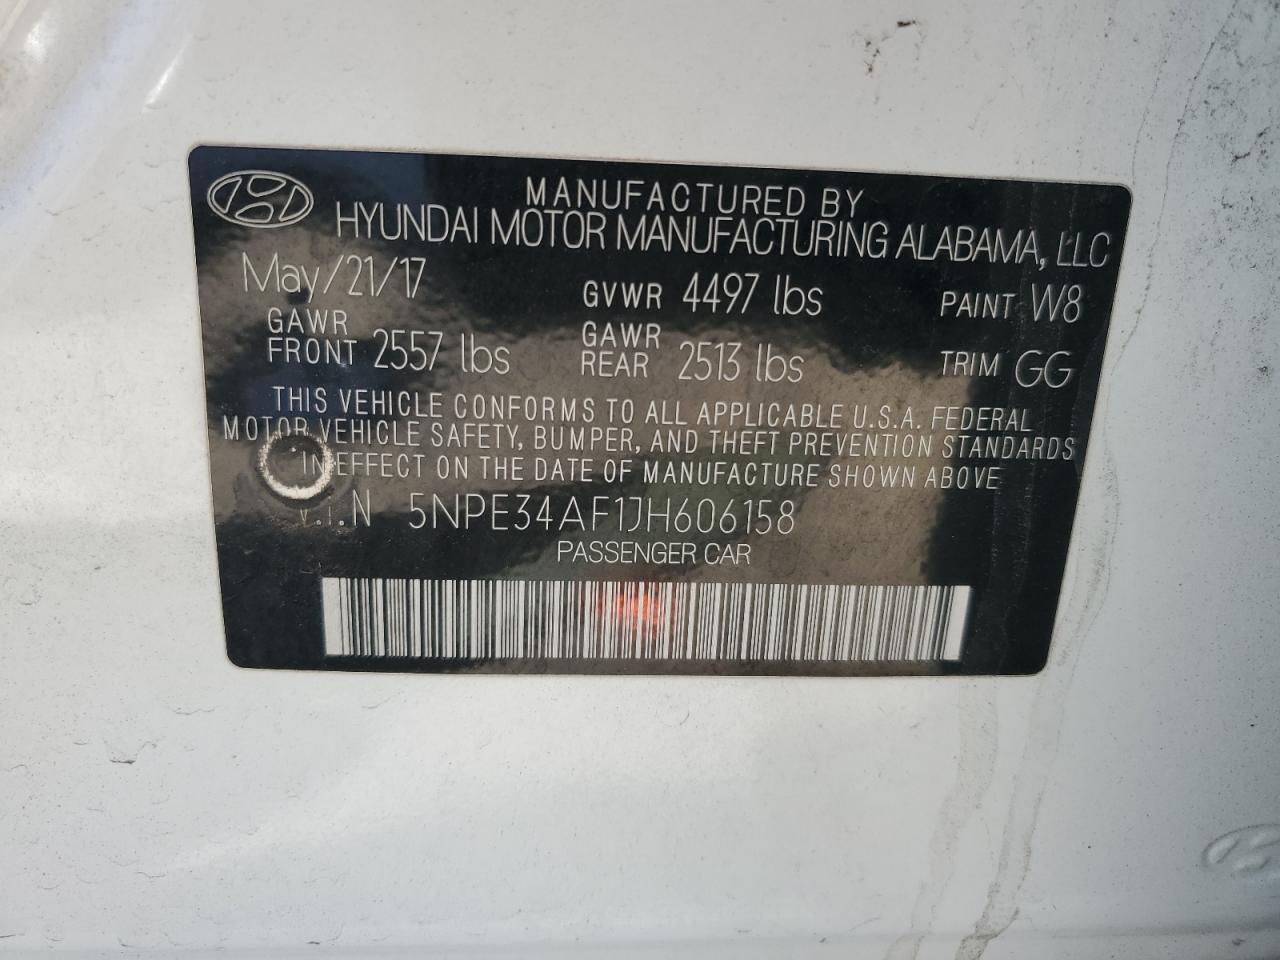 MANUFACTURED BY
HYUNDAI MOTOR MANUFACTURING ALABAMA, LLC
May/21/17 GVWR 4497 lbs PAINT W8
GAWR FRONT 2557 lbs GAWR REAR 2513 lbs TRIM GG
THIS VEHICLE CONFORMS TO ALL APPLICABLE U.S.A. FEDERAL
MOTOR VEHICLE SAFETY, BUMPER, AND THEFT PREVENTION STANDARDS
IN EFFECT ON THE DATE OF MANUFACTURE SHOWN ABOVE
V.I.N 5NPE34AF1JH606158
PASSENGER CAR